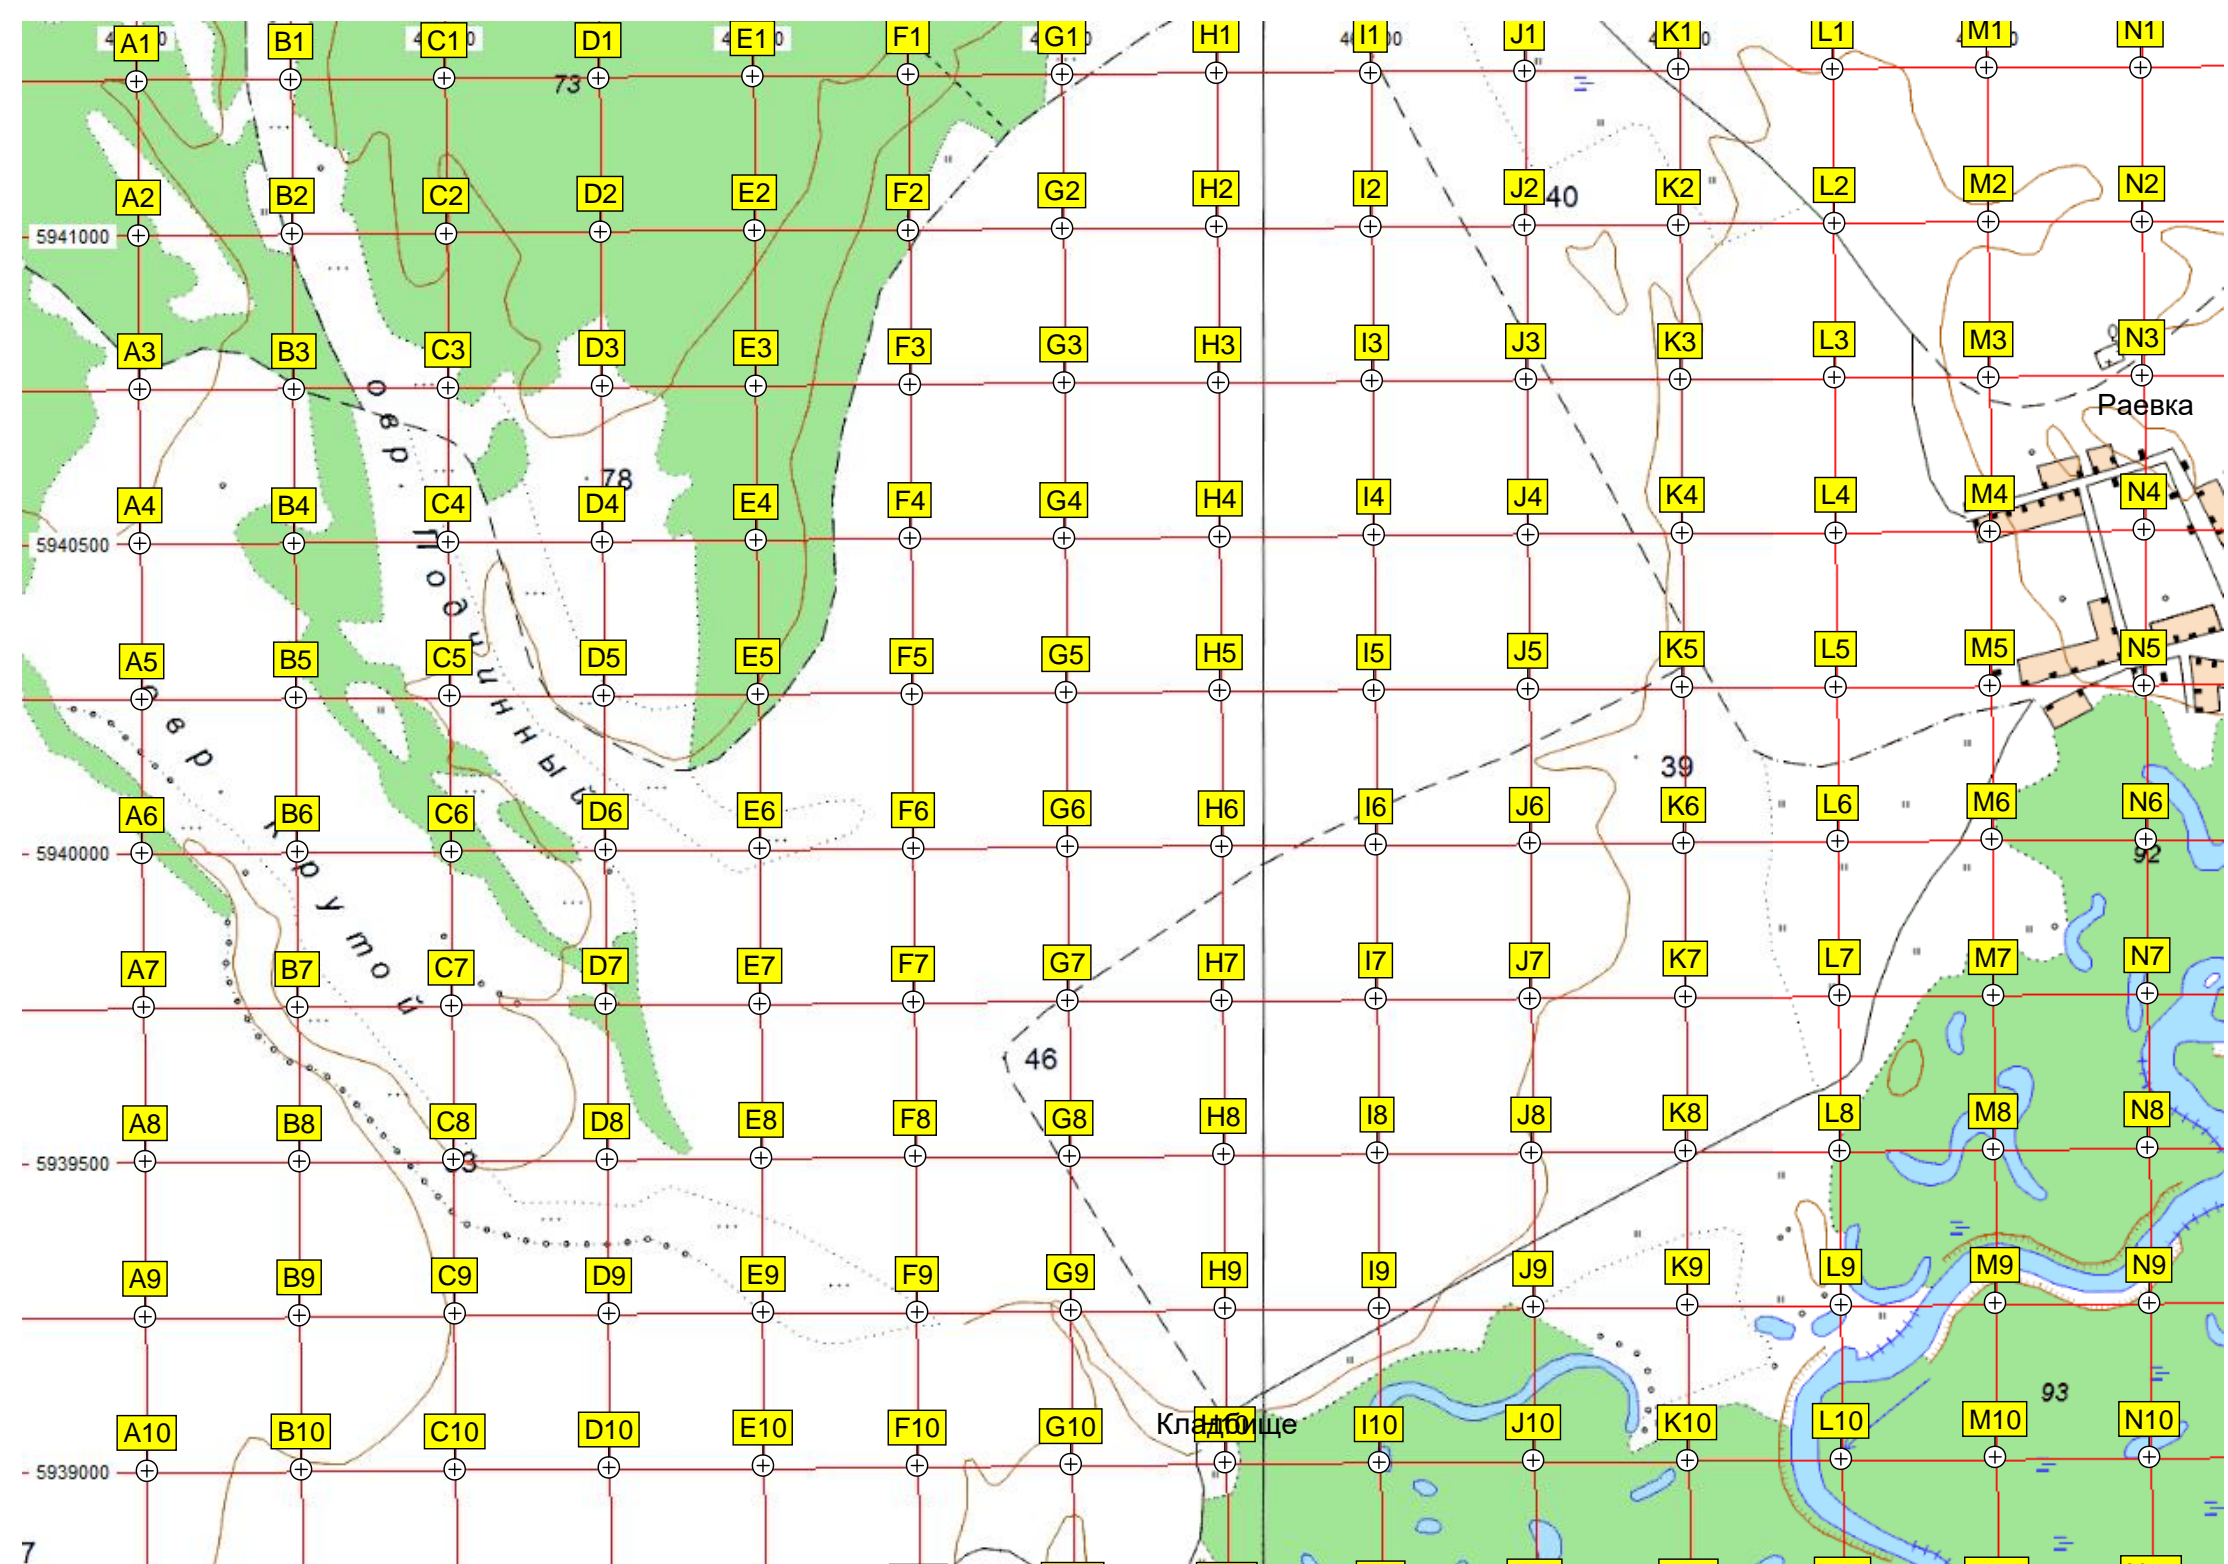 A1 B1 C1 D1 E1 F1 G1 H1 I1 J1 K1 L1 M1 N1
73
A2 B2 C2 D2 E2 F2 G2 H2 I2 J2 40 K2 L2 M2 N2
5941000
A3 B3 C3 D3 E3 F3 G3 H3 I3 J3 K3 L3 M3 N3
Раевка
78
A4 B4 C4 D4 E4 F4 G4 H4 I4 J4 K4 L4 M4 N4
5940500
овр. Подчинный
A5 B5 C5 D5 E5 F5 G5 H5 I5 J5 K5 L5 M5 N5
овр. Крутой
39
A6 B6 C6 D6 E6 F6 G6 H6 I6 J6 K6 L6 M6 N6
5940000
92
A7 B7 C7 D7 E7 F7 G7 H7 I7 J7 K7 L7 M7 N7
46
A8 B8 C8 D8 E8 F8 G8 H8 I8 J8 K8 L8 M8 N8
5939500
A9 B9 C9 D9 E9 F9 G9 H9 I9 J9 K9 L9 M9 N9
93
A10 B10 C10 D10 E10 F10 G10 H10 I10 J10 K10 L10 M10 N10
Кладбище
5939000
7